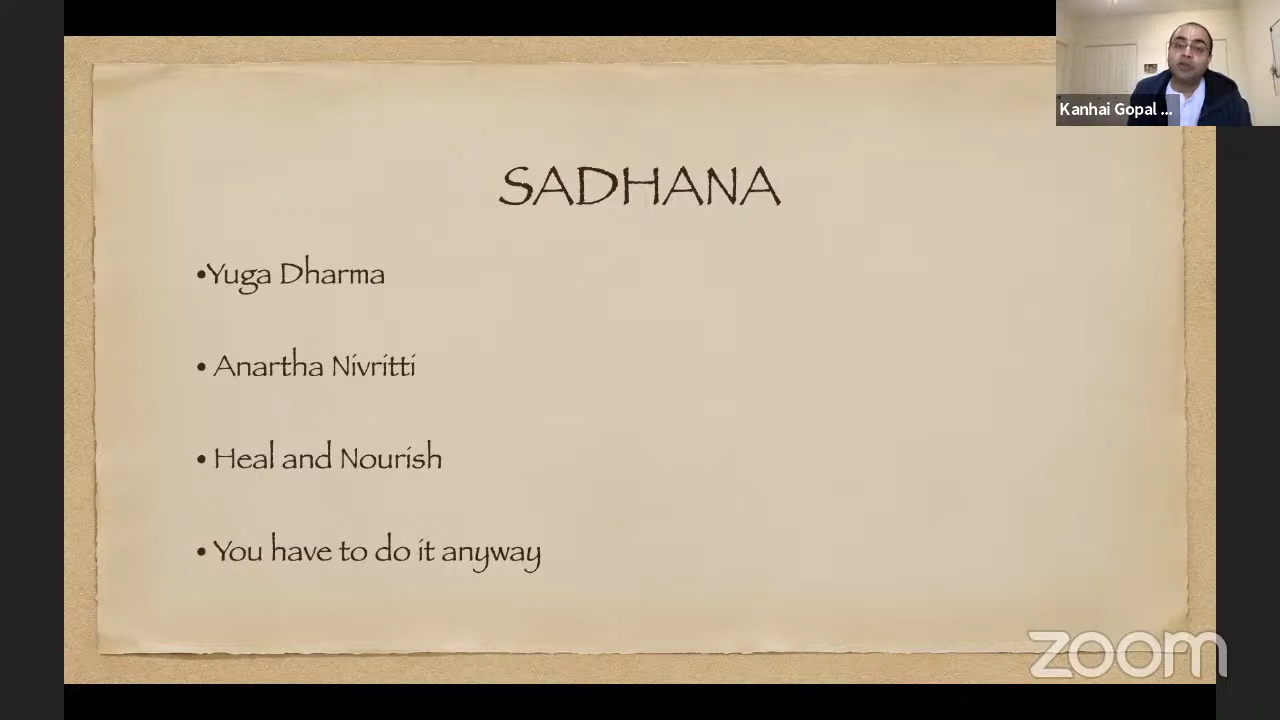 Kanhai Gopal ...
SADHANA
•Yuga Dharma
• Anartha Nivritti
• Heal and Nourish
• You have to do it anyway
zoom